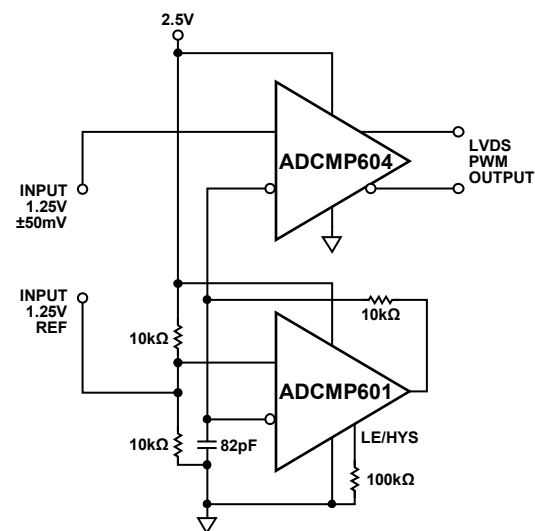 2.5V
ADCMP604
LVDS
PWM
OUTPUT
INPUT
1.25V
±50mV
INPUT
1.25V
REF
10kΩ
10kΩ
ADCMP601
10kΩ
82pF
LE/HYS
100kΩ